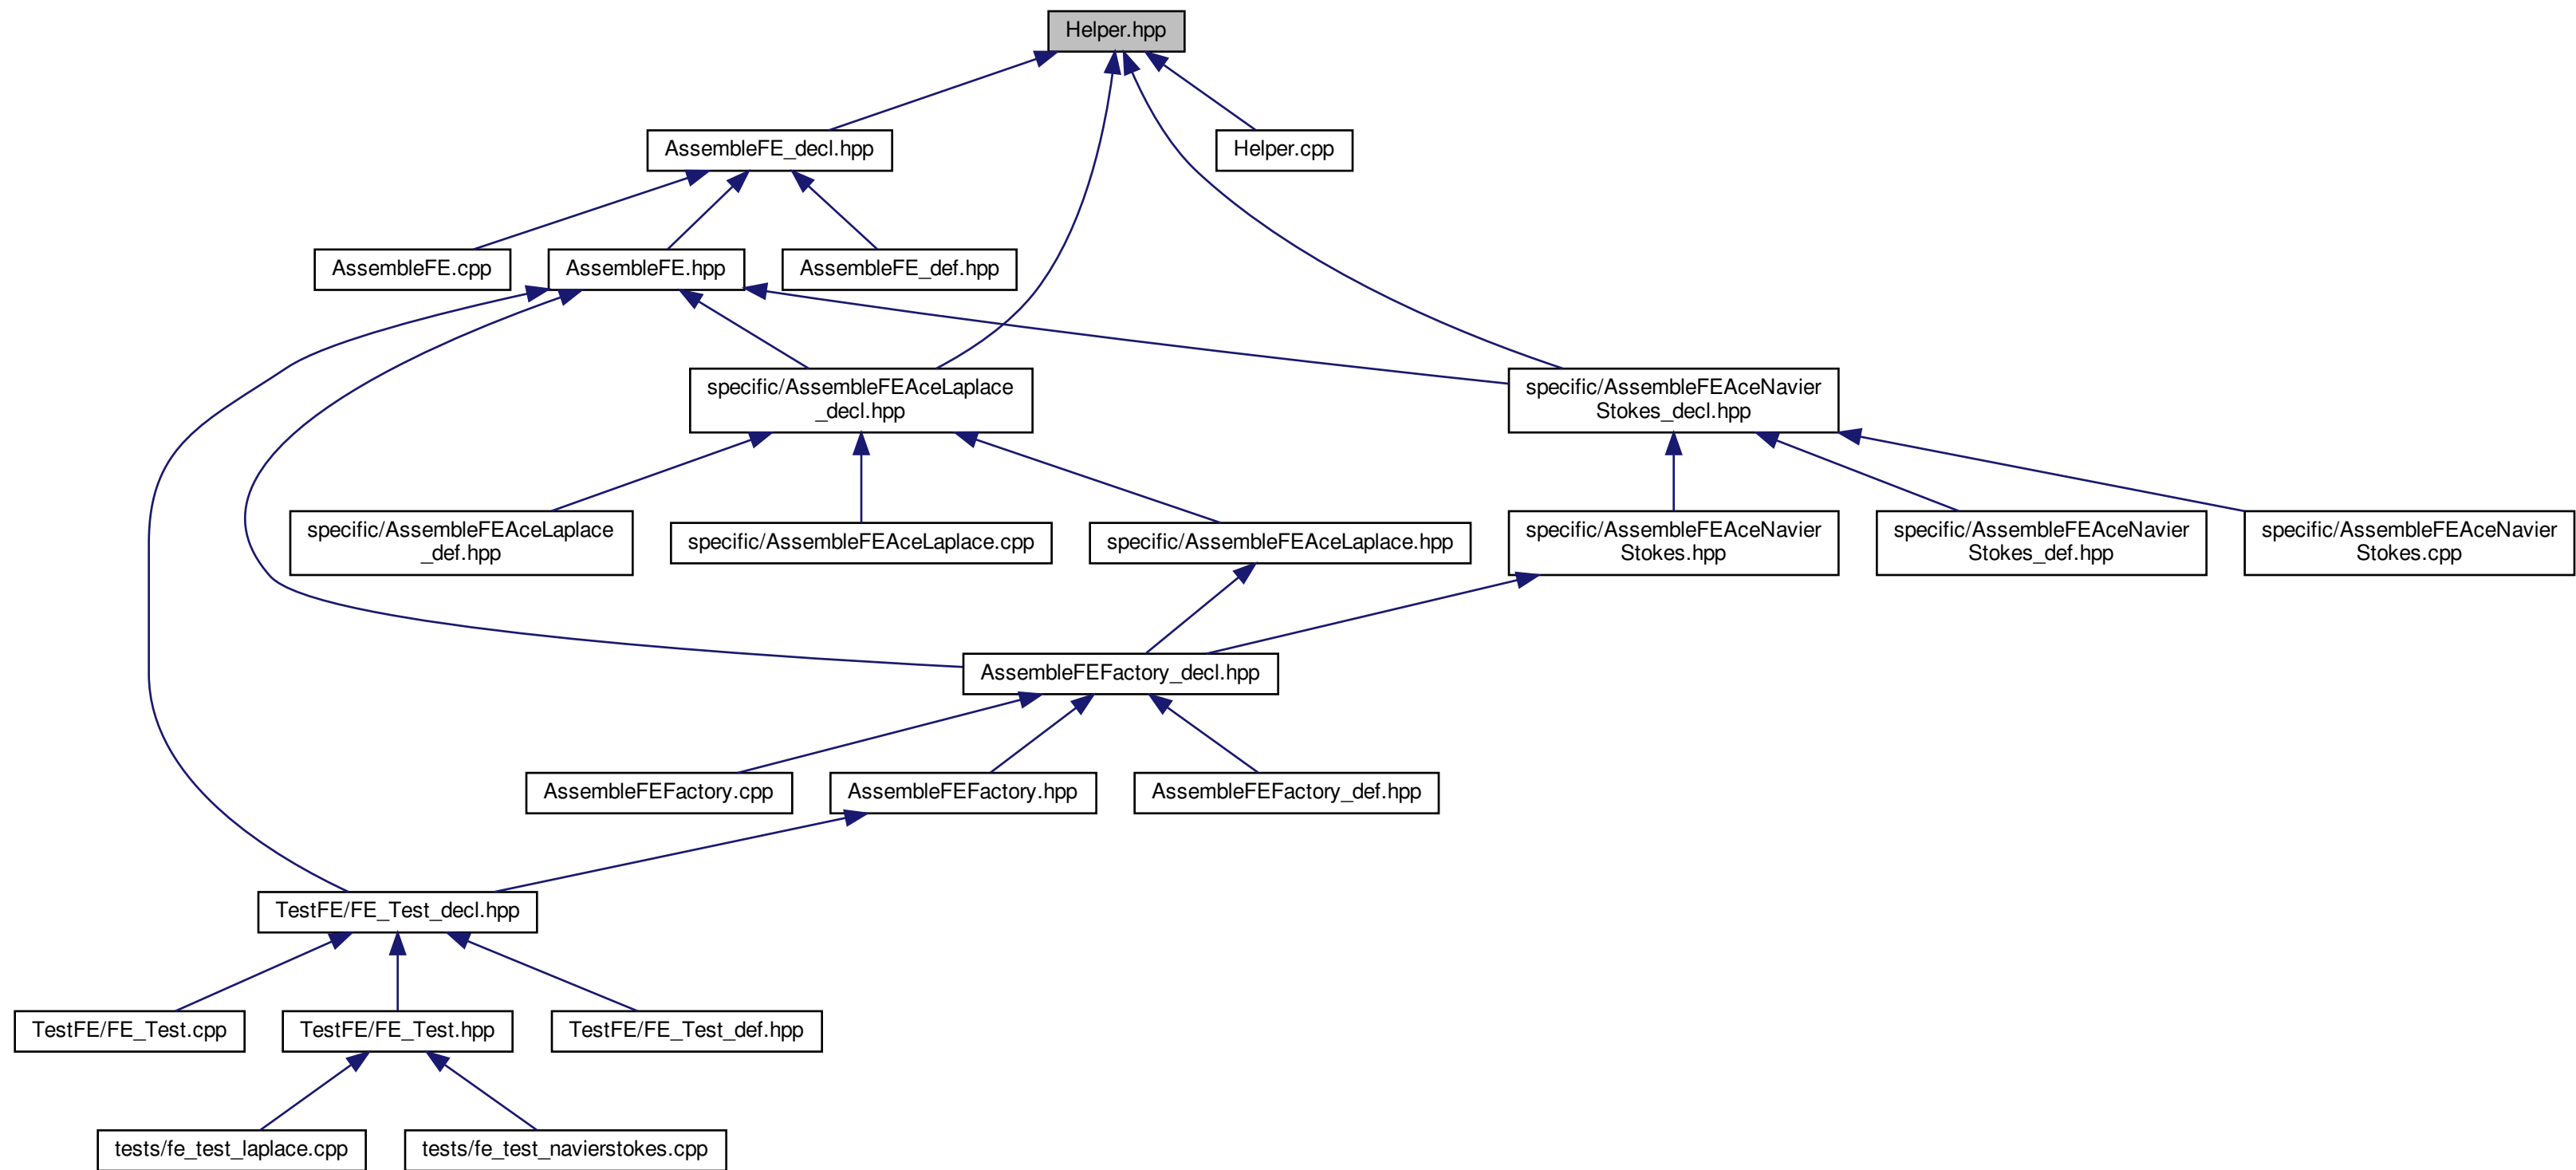 Helper.hpp
AssembleFE_decl.hpp
Helper.cpp
AssembleFE.cpp
AssembleFE.hpp
AssembleFE_def.hpp
specific/AssembleFEAceLaplace
_decl.hpp
specific/AssembleFEAceNavier
Stokes_decl.hpp
specific/AssembleFEAceLaplace
_def.hpp
specific/AssembleFEAceLaplace.cpp
specific/AssembleFEAceLaplace.hpp
specific/AssembleFEAceNavier
Stokes.hpp
specific/AssembleFEAceNavier
Stokes_def.hpp
specific/AssembleFEAceNavier
Stokes.cpp
AssembleFEFactory_decl.hpp
AssembleFEFactory.cpp
AssembleFEFactory.hpp
AssembleFEFactory_def.hpp
TestFE/FE_Test_decl.hpp
TestFE/FE_Test.cpp
TestFE/FE_Test.hpp
TestFE/FE_Test_def.hpp
tests/fe_test_laplace.cpp
tests/fe_test_navierstokes.cpp